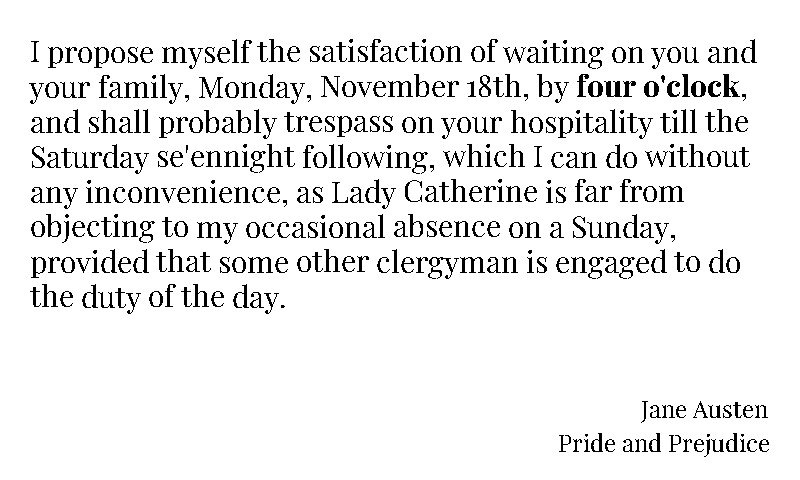 I propose myself the satisfaction of waiting on you and
your family, Monday, November 18th, by four o'clock,
and shall probably trespass on your hospitality till the
Saturday se'ennight following, which I can do without
any inconvenience, as Lady Catherine is far from
objecting to my occasional absence on a Sunday,
provided that some other clergyman is engaged to do
the duty of the day.
Jane Austen
Pride and Prejudice